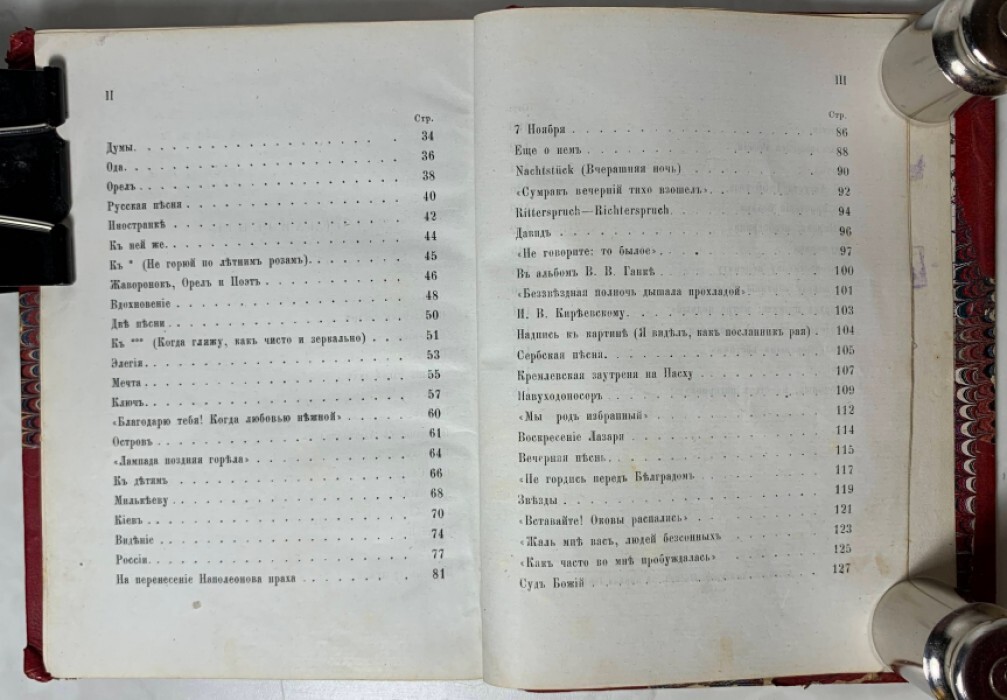 II
Стр.
Думы. 34
Ода. 36
Орелъ 38
Русская пѣсня 40
Иностранкѣ 42
Къ ней же. 44
Къ * (Не горюй по лѣтнимъ розамъ). 45
Жаворонокъ, Орелъ и Поэтъ 46
Вдохновеніе 48
Двѣ пѣсни 50
Къ *** (Когда гляжу, какъ чисто и зеркально) 51
Элегія. 53
Мечта 55
Ключъ. 57
«Благодарю тебя! Когда любовью нѣжной» 60
Островъ 61
«Лампада поздняя горѣла» 64
Къ дѣтямъ 66
Милькѣеву 68
Кіевъ 70
Видѣніе 74
Россіи. 77
На перенесеніе Наполеонова праха 81
III
Стр.
7 Ноября 86
Еще о немъ 88
Nachtstück (Вчерашняя ночь) 90
«Сумракъ вечерній тихо взошелъ». 92
Ritterspruch—Richterspruch. 94
Давидъ 96
«Не говорите: то былое». 97
Въ альбомъ В. В. Ганкѣ 100
«Беззвѣздная полночь дышала прохладой». 101
И. В. Кирѣевскому 103
Надпись къ картинѣ (Я видѣлъ, какъ посланникъ рая) 104
Сербская пѣсня. 105
Кремлевская заутреня на Пасху 107
Навуходоносоръ 109
«Мы родъ избранный» 112
Воскресеніе Лазаря 114
Вечерная пѣснь. 115
«Не гордись передъ Бѣлградомъ 117
Звѣзды 119
«Вставайте! Оковы распались» 121
«Жаль мнѣ васъ, людей безсонныхъ 123
«Какъ часто во мнѣ пробуждалась» 125
Судъ Божій 127